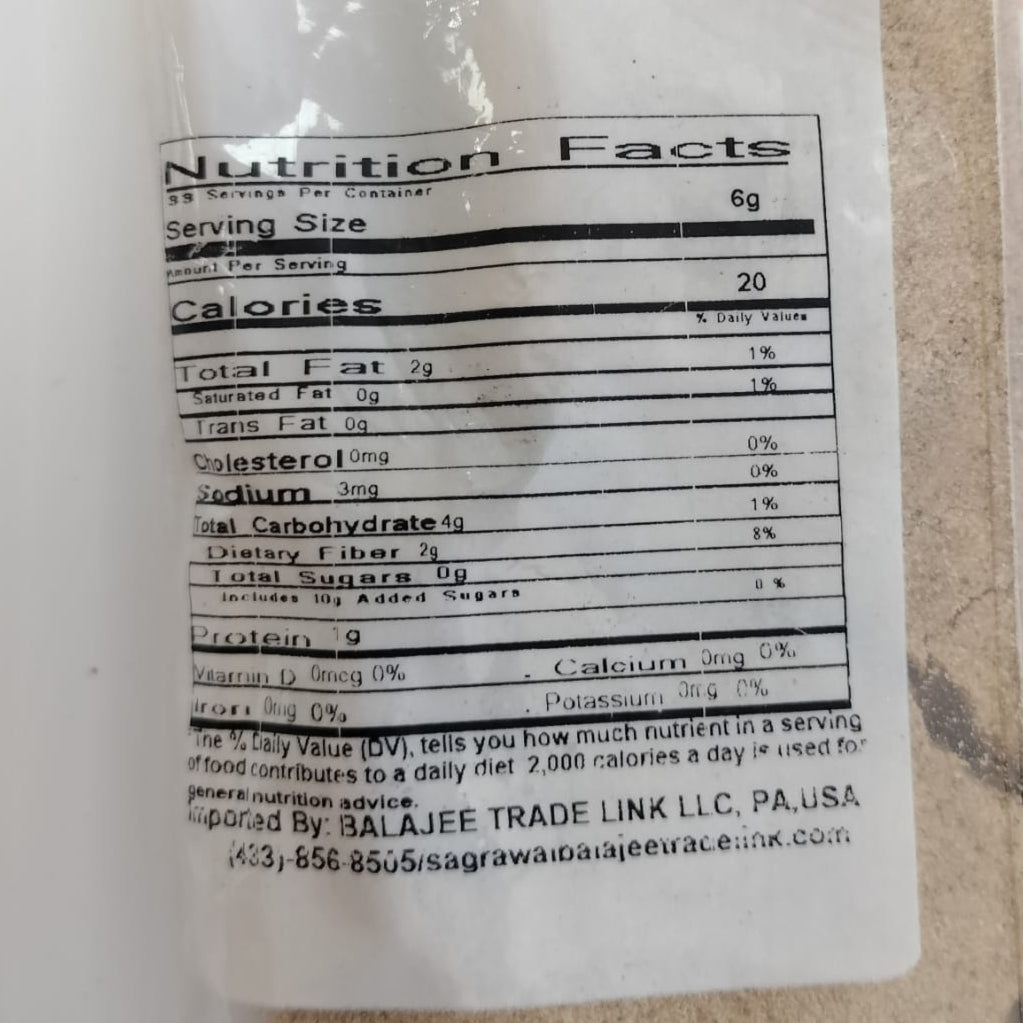 Nutrition Facts
33 Servings Per Container
Serving Size 6g
Amount Per Serving
Calories 20
% Daily Values
Total Fat 2g 1%
Saturated Fat 0g 1%
Trans Fat 0g
Cholesterol 0mg 0%
Sodium 3mg 0%
Total Carbohydrate 4g 1%
Dietary Fiber 2g 8%
Total Sugars 0g
Includes 10g Added Sugars 0 %
Protein 1g
Vitamin D 0mcg 0% . Calcium 0mg 0%
Iron 0mg 0% . Potassium 0mg 0%
The % Daily Value (DV), tells you how much nutrient in a serving
of food contributes to a daily diet 2,000 calories a day is used for
general nutrition advice.
Imported By: BALAJEE TRADE LINK LLC, PA,USA